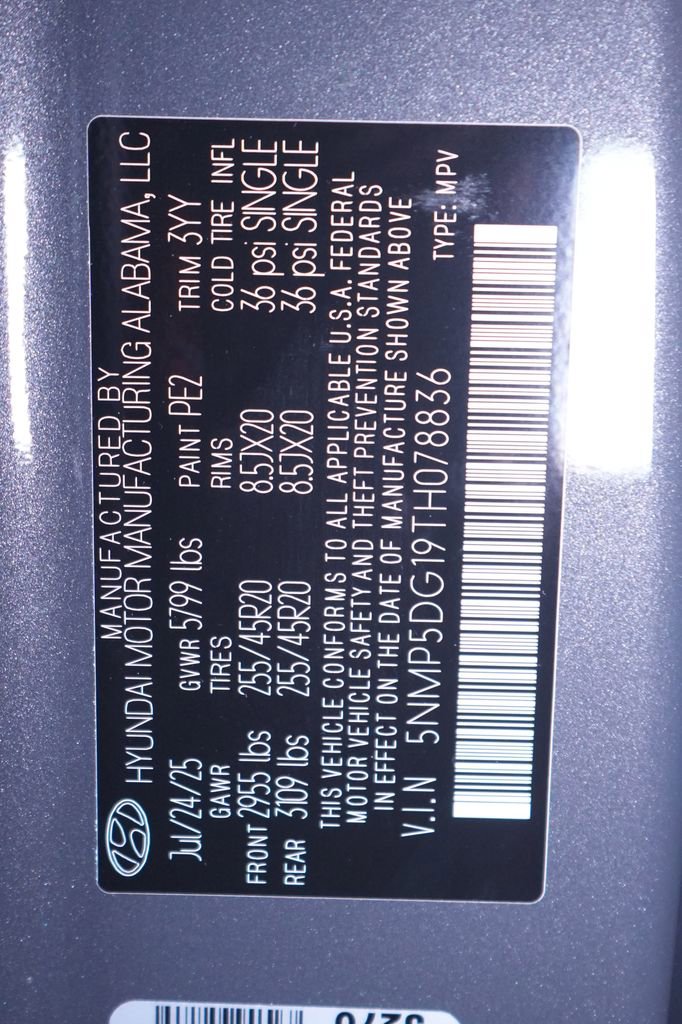 MANUFACTURED BY
HYUNDAI MOTOR MANUFACTURING ALABAMA, LLC
Jul/24/25 GVWR 5799 lbs PAINT PE2 TRIM 3YY
GAWR TIRES RIMS COLD TIRE INFL
FRONT 2955 lbs 255/45R20 8.5JX20 36 psi SINGLE
REAR 3109 lbs 255/45R20 8.5JX20 36 psi SINGLE
THIS VEHICLE CONFORMS TO ALL APPLICABLE U.S.A. FEDERAL
MOTOR VEHICLE SAFETY AND THEFT PREVENTION STANDARDS
IN EFFECT ON THE DATE OF MANUFACTURE SHOWN ABOVE
V.I.N 5NMP5DG19TH078836 TYPE: MPV